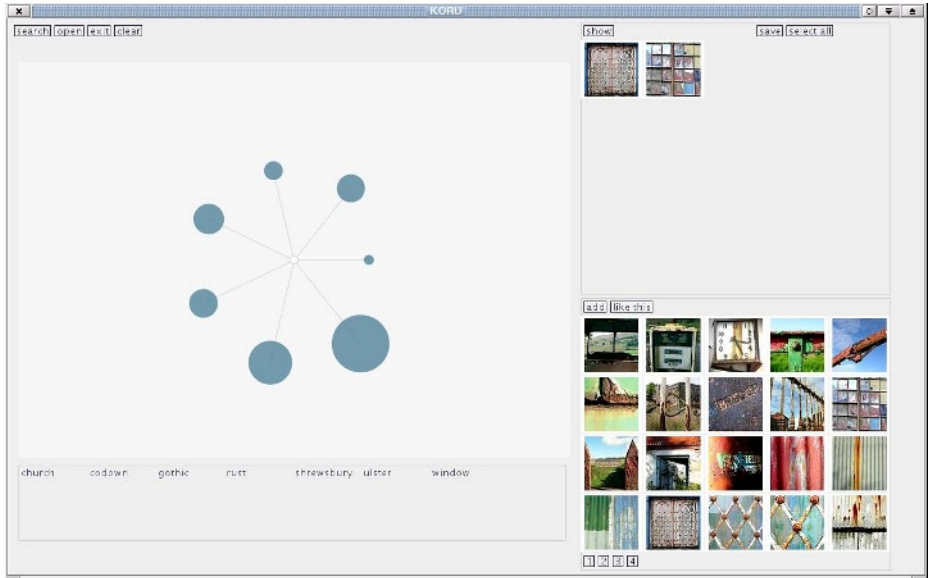 KORU
search open exit clear
show save select all
add like this
church codown gothic rust shrewsbury ulster window
1 2 3 4